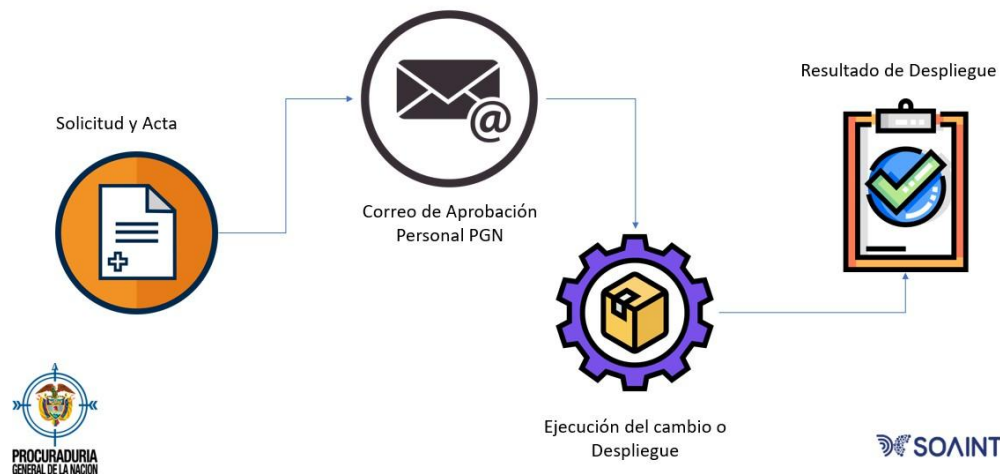 Solicitud y Acta
@
Correo de Aprobación
Personal PGN
Resultado de Despliegue
Ejecución del cambio o
Despliegue
PROCURADURIA
GENERAL DE LA NACION
SOAINT